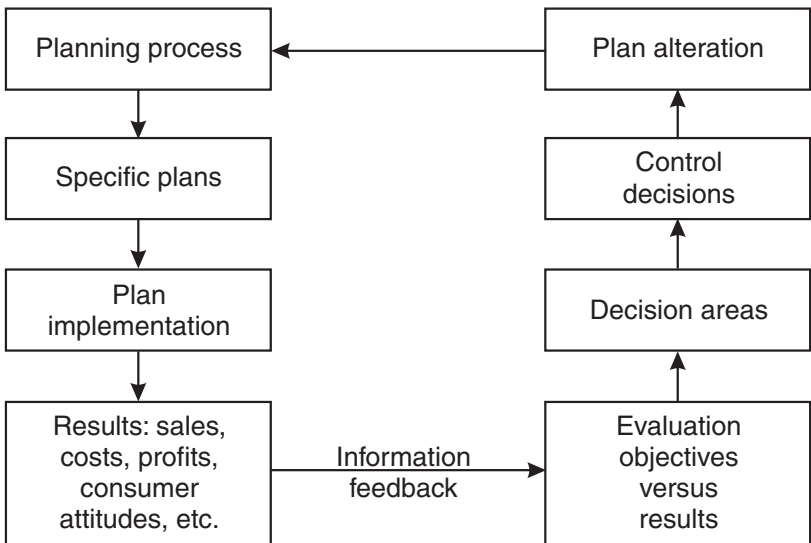 Planning process
Specific plans
Plan
implementation
Results: sales,
costs, profits,
consumer
attitudes, etc.
Information
feedback
Evaluation
objectives
versus
results
Decision areas
Control
decisions
Plan alteration